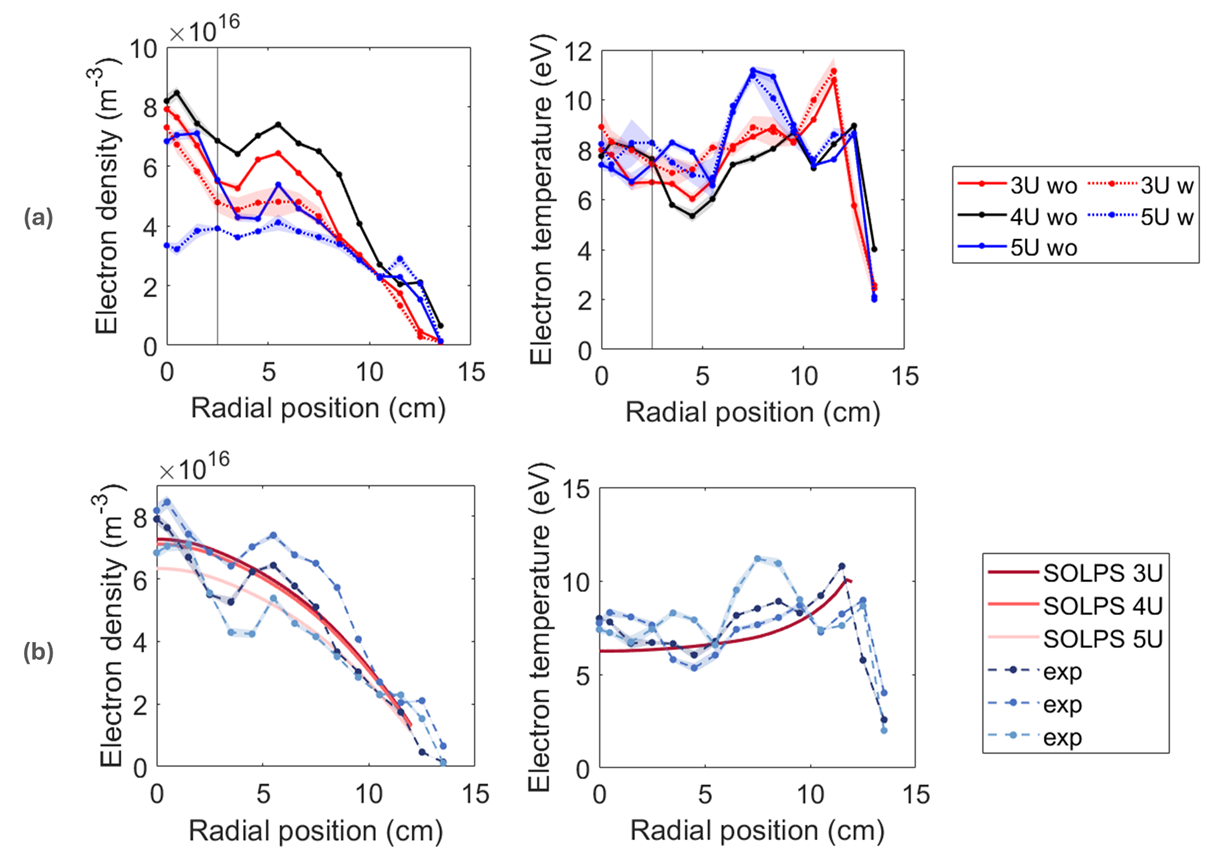 (a)
×10^16
Electron density (m^-3)
10
8
6
4
2
0
0 5 10 15
Radial position (cm)
Electron temperature (eV)
12
10
8
6
4
2
0
0 5 10 15
Radial position (cm)
3U wo 3U w
4U wo 5U w
5U wo
(b)
×10^16
Electron density (m^-3)
8
6
4
2
0
0 5 10 15
Radial position (cm)
Electron temperature (eV)
15
10
5
0
0 5 10 15
Radial position (cm)
SOLPS 3U
SOLPS 4U
SOLPS 5U
exp
exp
exp